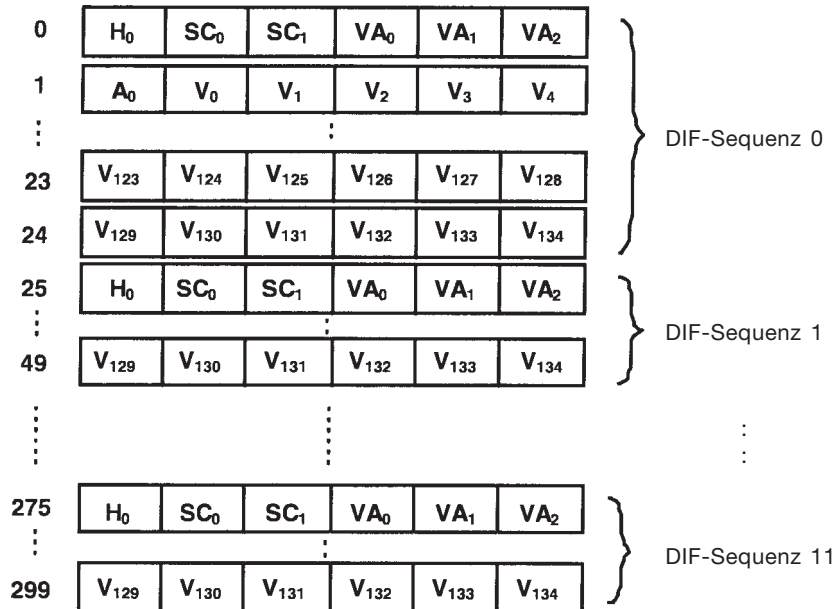 0 H₀ SC₀ SC₁ VA₀ VA₁ VA₂
1 A₀ V₀ V₁ V₂ V₃ V₄
DIF-Sequenz 0
23 V₁₂₃ V₁₂₄ V₁₂₅ V₁₂₆ V₁₂₇ V₁₂₈
24 V₁₂₉ V₁₃₀ V₁₃₁ V₁₃₂ V₁₃₃ V₁₃₄
25 H₀ SC₀ SC₁ VA₀ VA₁ VA₂
DIF-Sequenz 1
49 V₁₂₉ V₁₃₀ V₁₃₁ V₁₃₂ V₁₃₃ V₁₃₄
275 H₀ SC₀ SC₁ VA₀ VA₁ VA₂
DIF-Sequenz 11
299 V₁₂₉ V₁₃₀ V₁₃₁ V₁₃₂ V₁₃₃ V₁₃₄